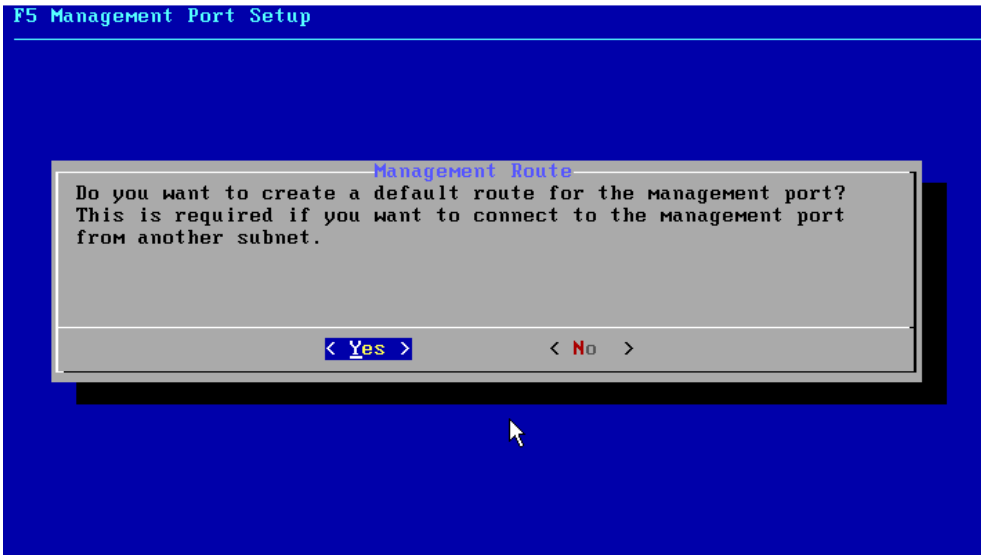 F5 Management Port Setup
Management Route
Do you want to create a default route for the management port?
This is required if you want to connect to the management port
from another subnet.
< Yes > < No >